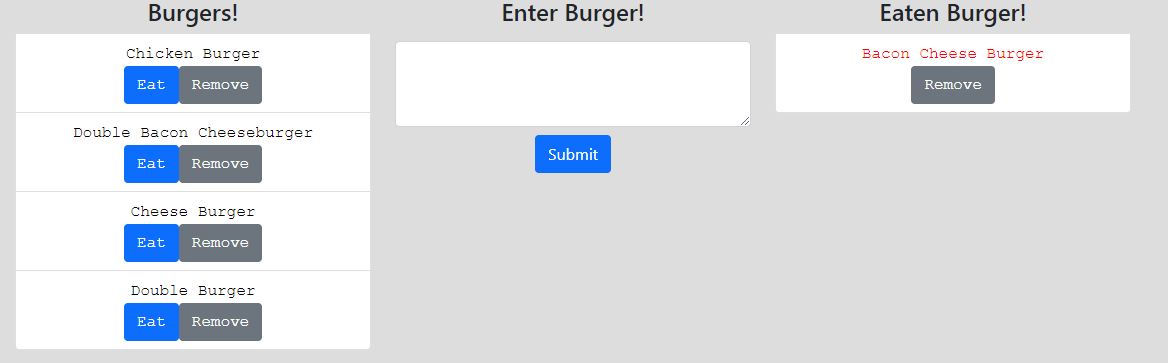 Burgers!
Chicken Burger
Eat Remove
Double Bacon Cheeseburger
Eat Remove
Cheese Burger
Eat Remove
Double Burger
Eat Remove
Enter Burger!
Submit
Eaten Burger!
Bacon Cheese Burger
Remove